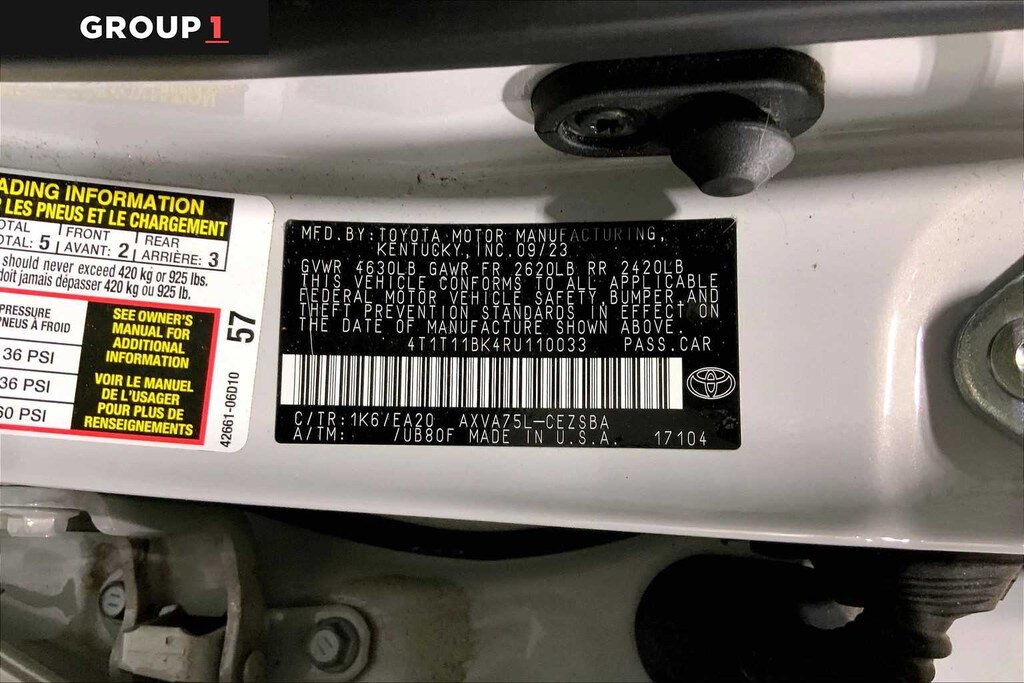 GROUP 1
ADING INFORMATION
LES PNEUS ET LE CHARGEMENT
TOTAL: 5 FRONT AVANT: 2 REAR ARRIÈRE: 3
should never exceed 420 kg or 925 lbs.
doit jamais dépasser 420 kg ou 925 lb.
PRESSURE
PNEUS À FROID
36 PSI
36 PSI
60 PSI
SEE OWNER'S
MANUAL FOR
ADDITIONAL
INFORMATION
VOIR LE MANUEL
DE L'USAGER
POUR PLUS DE
RENSEIGNEMENTS
57
42661-06D10
MFD.BY:TOYOTA MOTOR MANUFACTURING,
KENTUCKY,INC.09/23
GVWR 4630LB GAWR FR 2620LB RR 2420LB
THIS VEHICLE CONFORMS TO ALL APPLICABLE
FEDERAL MOTOR VEHICLE SAFETY,BUMPER,AND
THEFT PREVENTION STANDARDS IN EFFECT ON
THE DATE OF MANUFACTURE SHOWN ABOVE.
4T1T11BK4RU110033 PASS.CAR
C/TR:1K6/EA20 AXVA75L-CEZSBA
A/TM: /UB80F MADE IN U.S.A. 17104